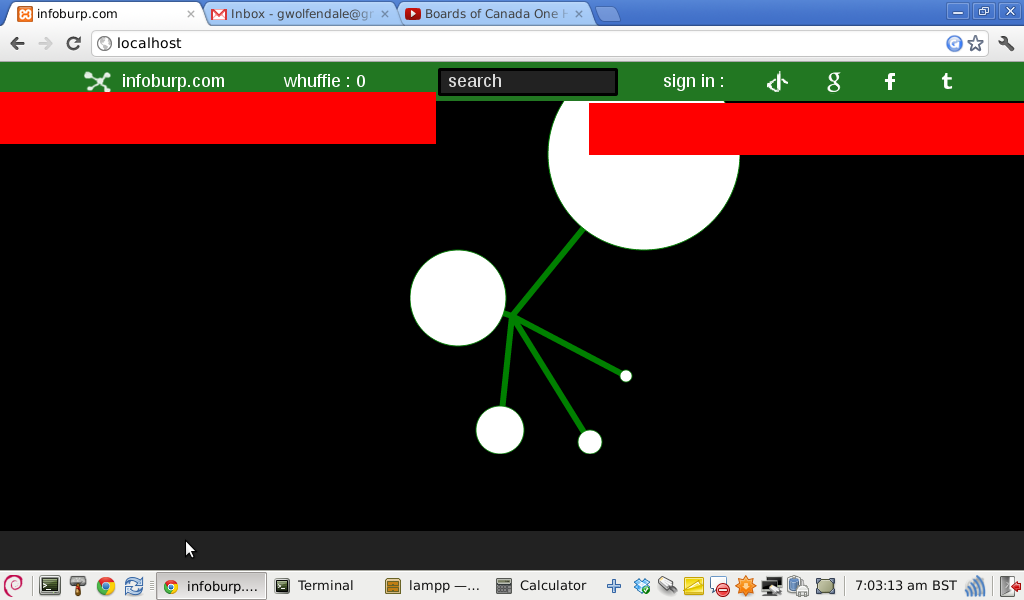 infoburp.com
Inbox - gwolfendale@gr
Boards of Canada One H
localhost
infoburp.com
whuffie : 0
search
sign in :
g
f
t
infoburp....
Terminal
lampp —...
Calculator
7:03:13 am BST